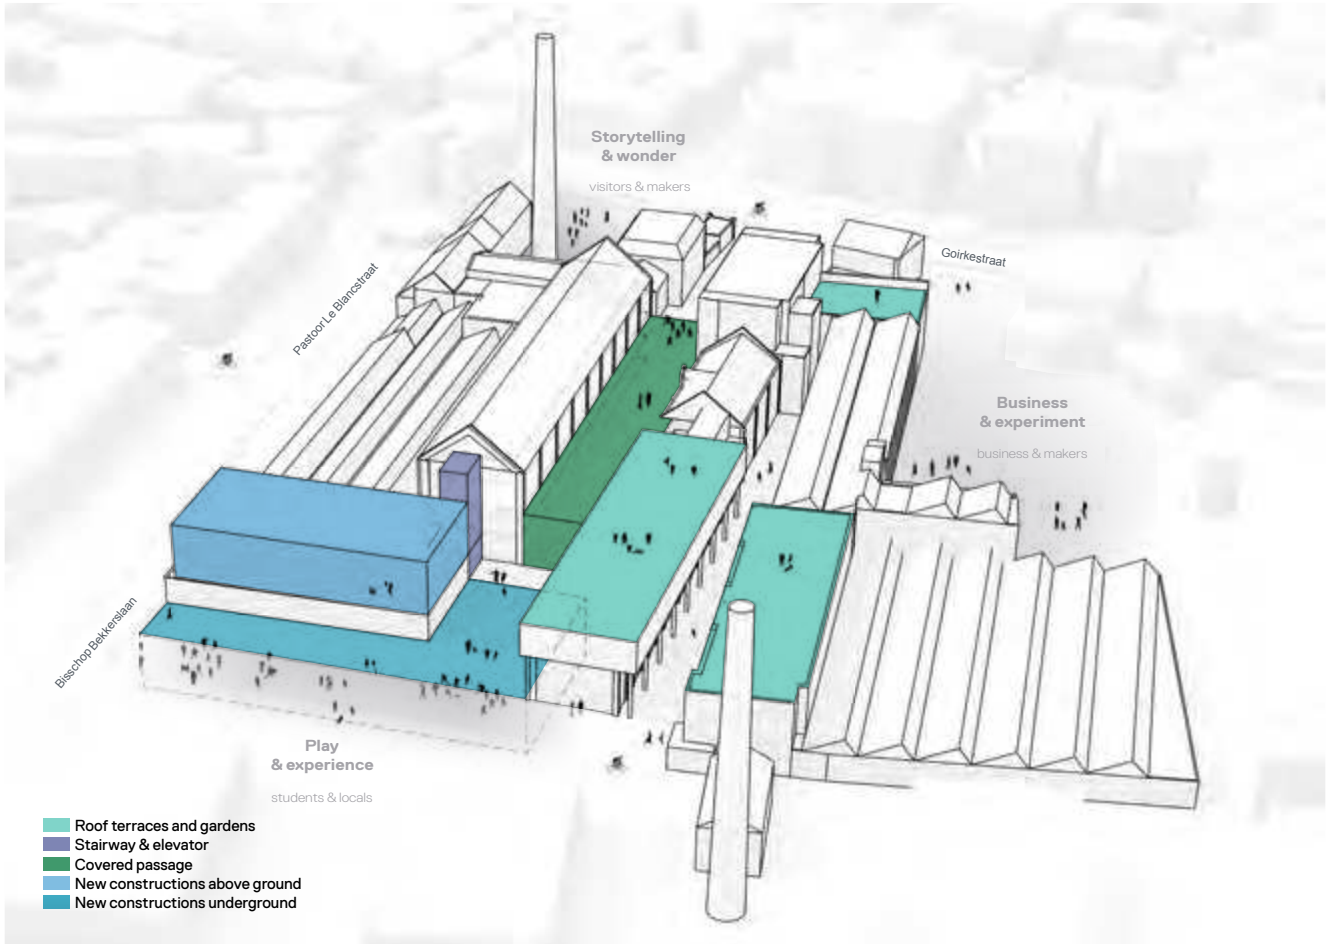 Storytelling
& wonder
visitors & makers
Goirkestraat
Pastoor Le Blancstraat
Business
& experiment
business & makers
Bisschop Bekkerslaan
Play
& experience
students & locals
Roof terraces and gardens
Stairway & elevator
Covered passage
New constructions above ground
New constructions underground